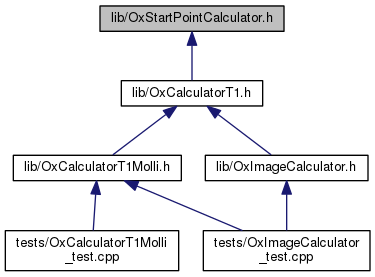 lib/OxStartPointCalculator.h
lib/OxCalculatorT1.h
lib/OxCalculatorT1Molli.h
lib/OxImageCalculator.h
tests/OxCalculatorT1Molli
_test.cpp
tests/OxImageCalculator
_test.cpp